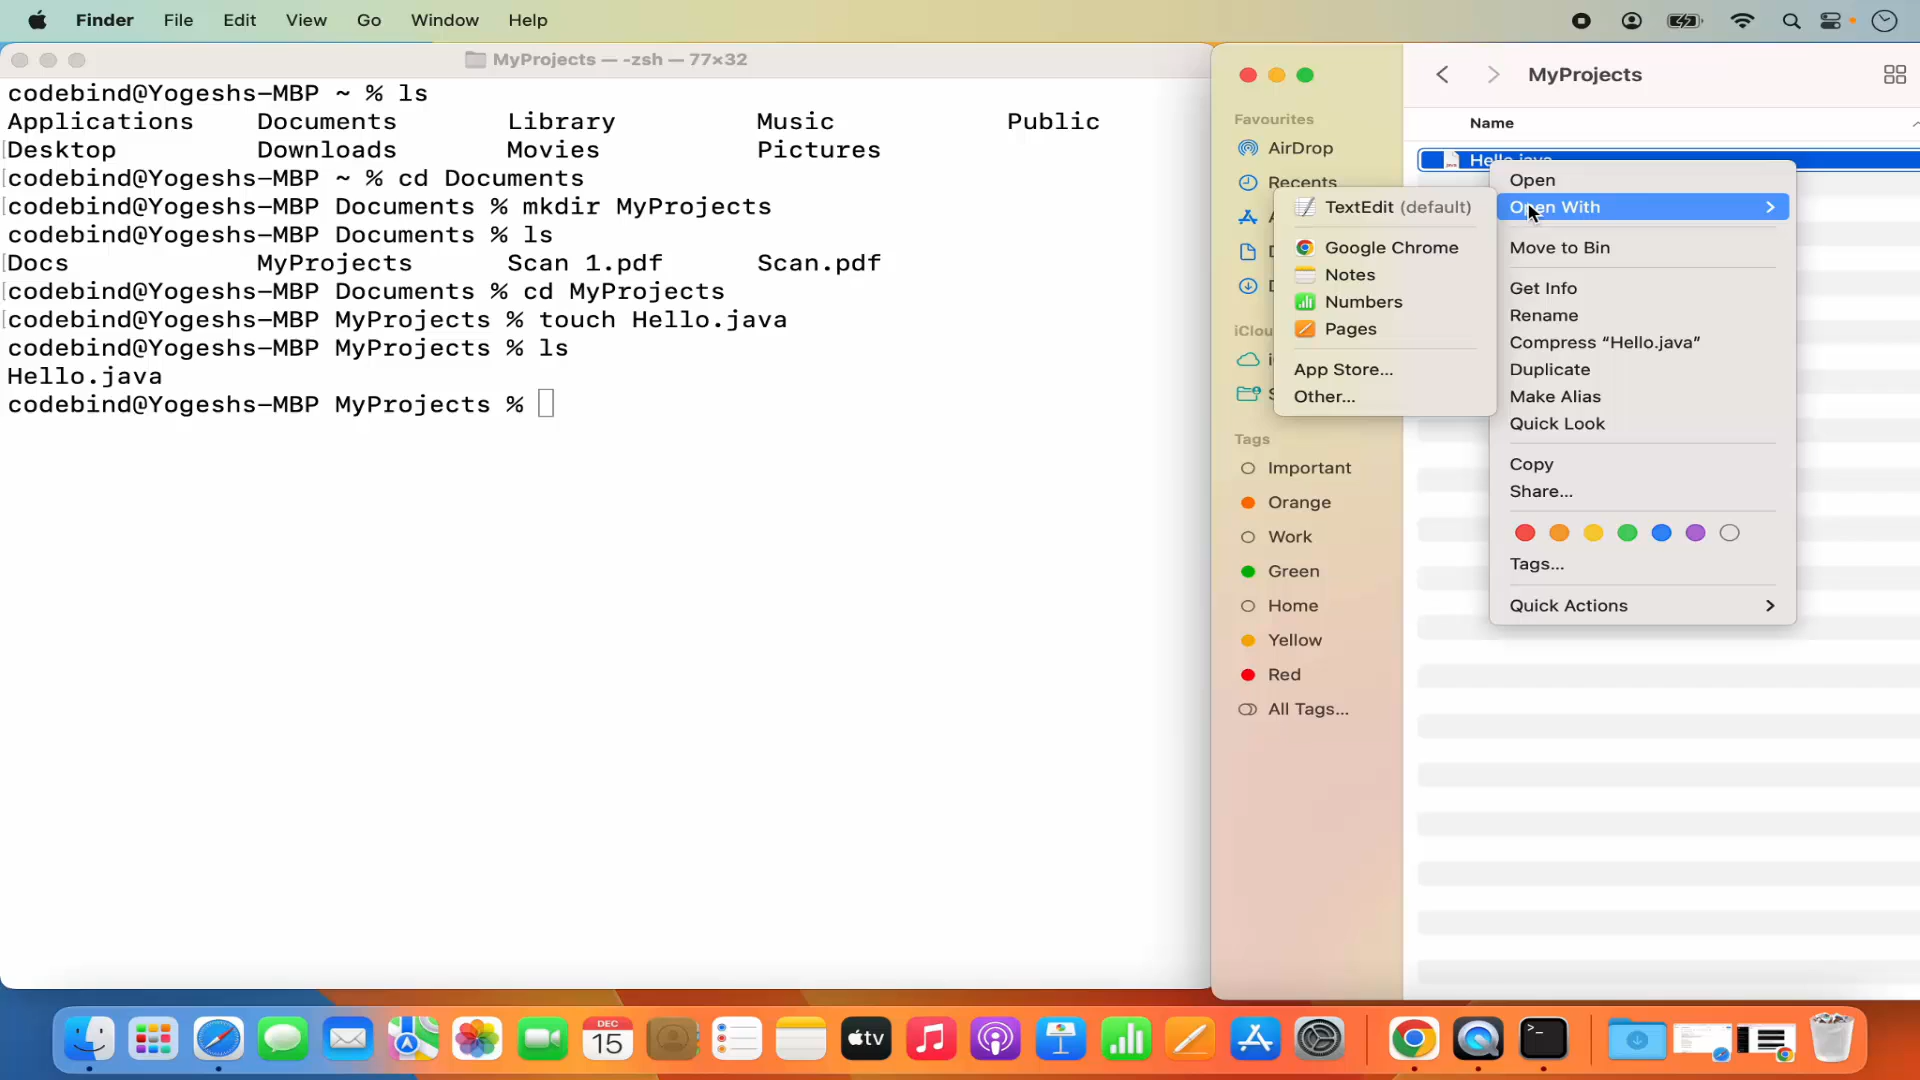 Finder File Edit View Go Window Help
MyProjects — -zsh — 77×32
codebind@Yogeshs-MBP ~ % ls
Applications Documents Library Music Public
Desktop Downloads Movies Pictures
codebind@Yogeshs-MBP ~ % cd Documents
codebind@Yogeshs-MBP Documents % mkdir MyProjects
codebind@Yogeshs-MBP Documents % ls
Docs MyProjects Scan 1.pdf Scan.pdf
codebind@Yogeshs-MBP Documents % cd MyProjects
codebind@Yogeshs-MBP MyProjects % touch Hello.java
codebind@Yogeshs-MBP MyProjects % ls
Hello.java
codebind@Yogeshs-MBP MyProjects %
Favourites
AirDrop
Recents
iClou
Tags
Important
Orange
Work
Green
Home
Yellow
Red
All Tags...
MyProjects
Name
Hello.java
TextEdit (default)
Google Chrome
Notes
Numbers
Pages
App Store...
Other...
Open
Open With
Move to Bin
Get Info
Rename
Compress “Hello.java”
Duplicate
Make Alias
Quick Look
Copy
Share...
Tags...
Quick Actions
DEC
15
tv
>_